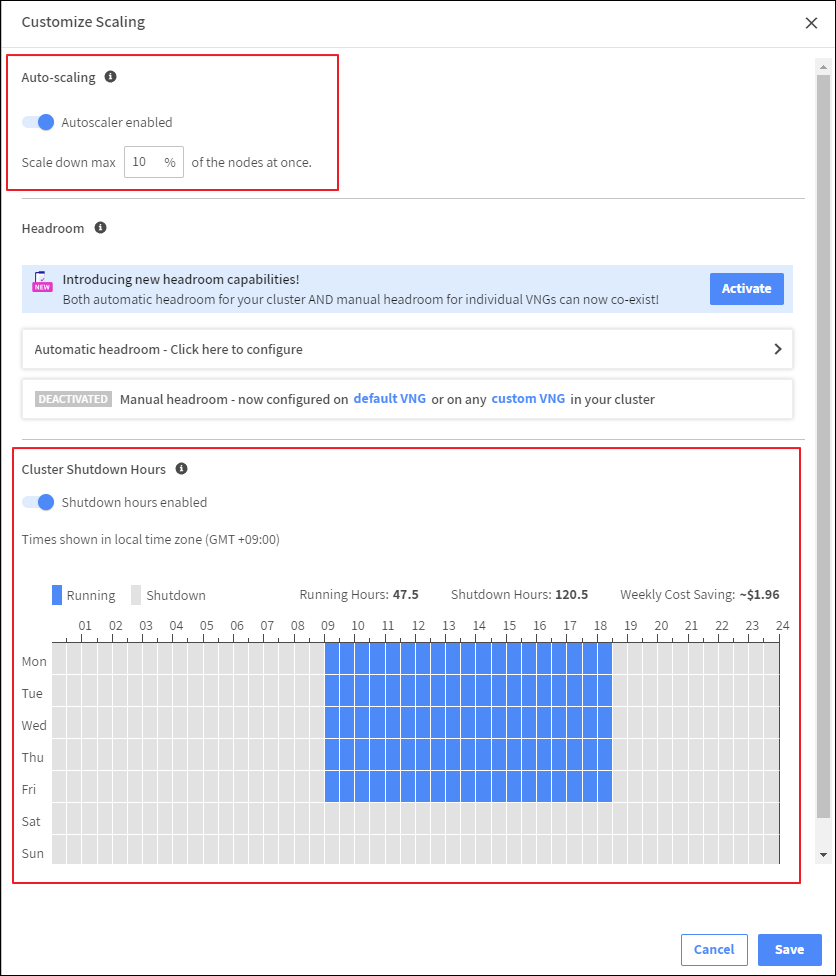 Customize Scaling
Auto-scaling
Autoscaler enabled
Scale down max 10 % of the nodes at once.
Headroom
NEW
Introducing new headroom capabilities!
Both automatic headroom for your cluster AND manual headroom for individual VNGs can now co-exist!
Activate
Automatic headroom - Click here to configure
DEACTIVATED Manual headroom - now configured on default VNG or on any custom VNG in your cluster
Cluster Shutdown Hours
Shutdown hours enabled
Times shown in local time zone (GMT +09:00)
Running Shutdown Running Hours: 47.5 Shutdown Hours: 120.5 Weekly Cost Saving: ~$1.96
01 02 03 04 05 06 07 08 09 10 11 12 13 14 15 16 17 18 19 20 21 22 23 24
Mon
Tue
Wed
Thu
Fri
Sat
Sun
Cancel Save